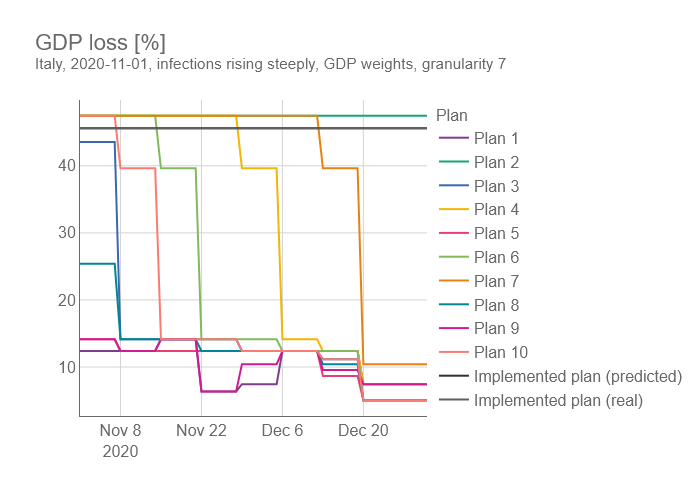 GDP loss [%]
Italy, 2020-11-01, infections rising steeply, GDP weights, granularity 7
40
30
20
10
Nov 8
2020
Nov 22
Dec 6
Dec 20
Plan
Plan 1
Plan 2
Plan 3
Plan 4
Plan 5
Plan 6
Plan 7
Plan 8
Plan 9
Plan 10
Implemented plan (predicted)
Implemented plan (real)